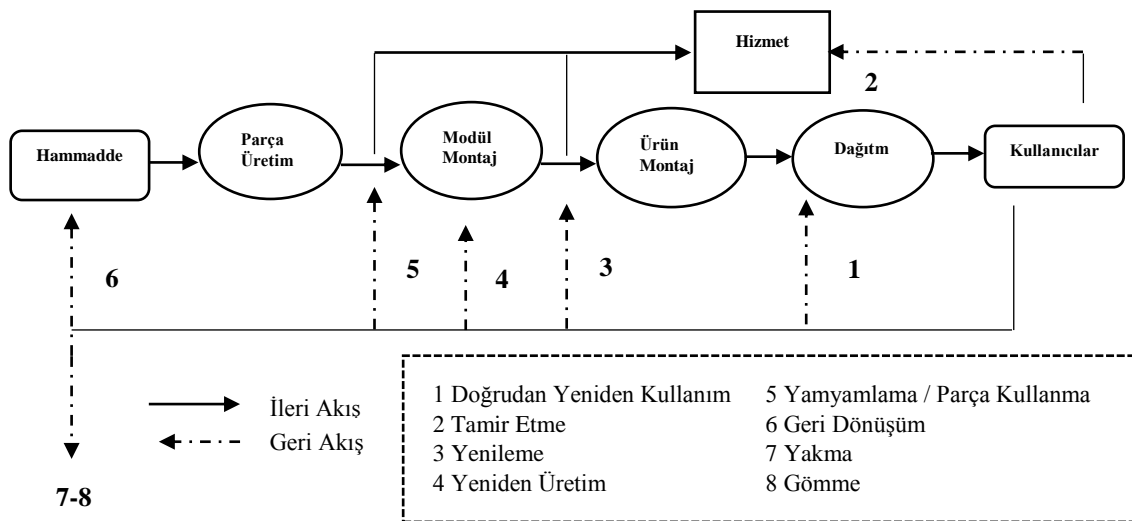 Hizmet
2
Parça
Üretim
Modül
Montaj
Ürün
Montaj
Dağıtm
Hammadde
Kullanıcılar
6
5
4
3
1
İleri Akış
Geri Akış
7-8
1 Doğrudan Yeniden Kullanım
2 Tamir Etme
3 Yenileme
4 Yeniden Üretim
5 Yamyamlama / Parça Kullanma
6 Geri Dönüşüm
7 Yakma
8 Gömme